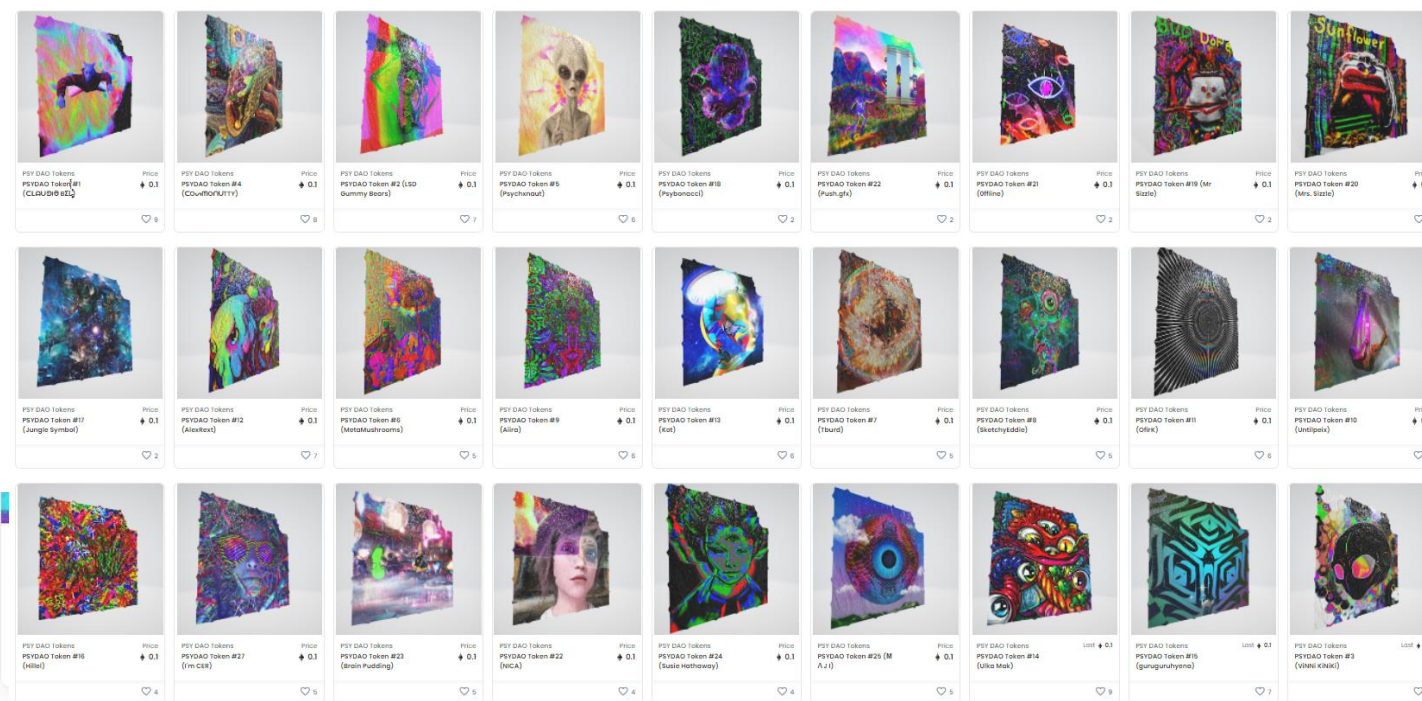 BUD Dore
Sunflower
PSY DAO Tokens Price
PSYDAO Token #1 0.1
9
PSY DAO Tokens Price
PSYDAO Token #4 0.1
8
PSY DAO Tokens Price
PSYDAO Token #2 (LSD 0.1
Gummy Bears)
7
PSY DAO Tokens Price
PSYDAO Token #5 0.1
(Psychxnaut)
6
PSY DAO Tokens Price
PSYDAO Token #18 0.1
(Psybonacci)
2
PSY DAO Tokens Price
PSYDAO Token #22 0.1
(Push.gfx)
2
PSY DAO Tokens Price
PSYDAO Token #21 0.1
(Offline)
2
PSY DAO Tokens Price
PSYDAO Token #19 (Mr 0.1
Sizzle)
2
PSY DAO Tokens Price
PSYDAO Token #20
(Mrs. Sizzle)
PSY DAO Tokens Price
PSYDAO Token #17 0.1
(Jungle Symbol)
2
PSY DAO Tokens Price
PSYDAO Token #12 0.1
(AlexRext)
7
PSY DAO Tokens Price
PSYDAO Token #6 0.1
(MetaMushrooms)
5
PSY DAO Tokens Price
PSYDAO Token #9 0.1
(Aiira)
6
PSY DAO Tokens Price
PSYDAO Token #13 0.1
(Kot)
6
PSY DAO Tokens Price
PSYDAO Token #7 0.1
(Tburd)
5
PSY DAO Tokens Price
PSYDAO Token #8 0.1
(SketchyEddie)
5
PSY DAO Tokens Price
PSYDAO Token #11 0.1
(OfirK)
6
PSY DAO Tokens Price
PSYDAO Token #10
(Untilpeix)
PSY DAO Tokens Price
PSYDAO Token #16 0.1
(Hillel)
4
PSY DAO Tokens Price
PSYDAO Token #27 0.1
(I'm CER)
5
PSY DAO Tokens Price
PSYDAO Token #23 0.1
(Brain Pudding)
5
PSY DAO Tokens Price
PSYDAO Token #22 0.1
(NICA)
4
PSY DAO Tokens Price
PSYDAO Token #24 0.1
(Susie Hathaway)
4
PSY DAO Tokens Price
PSYDAO Token #25 (M 0.1
Λ J I)
5
PSY DAO Tokens Last 0.1
PSYDAO Token #14
(Ulka Mak)
9
PSY DAO Tokens Last 0.1
PSYDAO Token #15
(guruguruhyena)
7
PSY DAO Tokens Last
PSYDAO Token #3
(ViNNi KiNiKi)